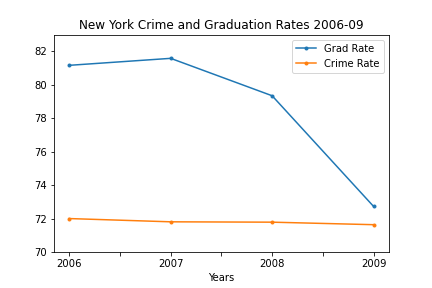 New York Crime and Graduation Rates 2006-09
Grad Rate
Crime Rate
82
80
78
76
74
72
70
2006 2007 2008 2009
Years